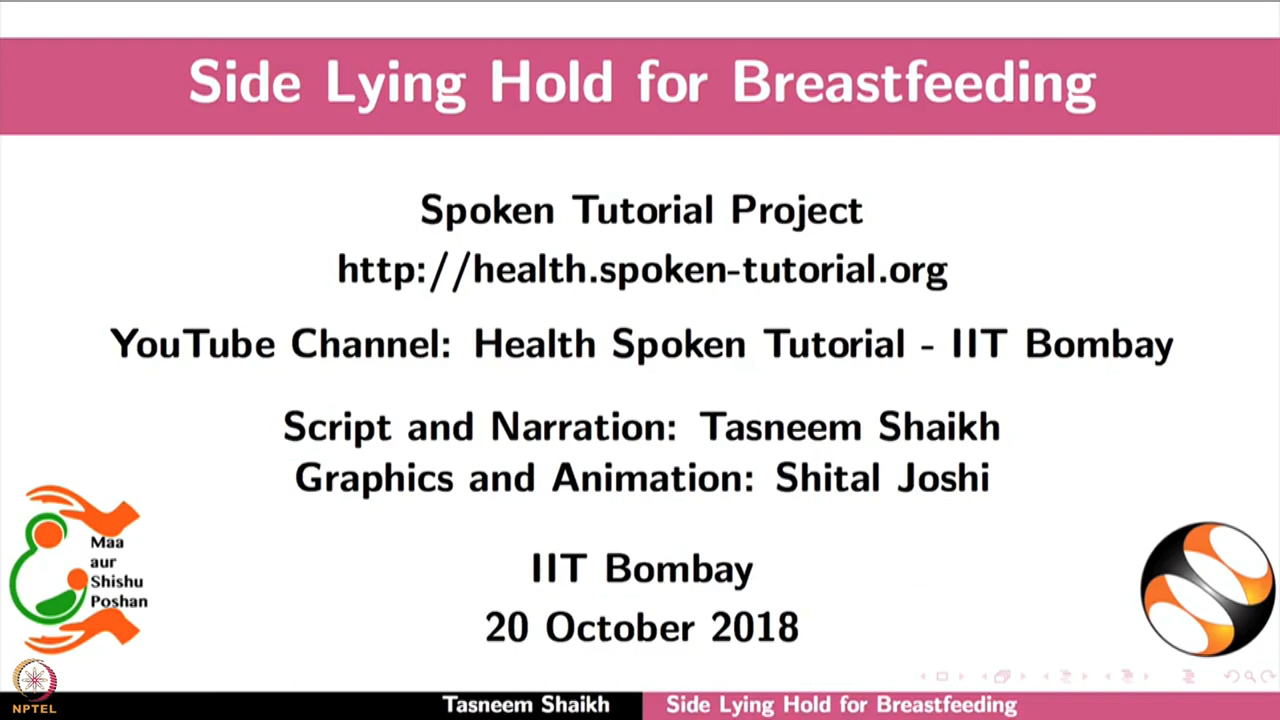 Side Lying Hold for Breastfeeding
Spoken Tutorial Project
http://health.spoken-tutorial.org
YouTube Channel: Health Spoken Tutorial - IIT Bombay
Script and Narration: Tasneem Shaikh
Graphics and Animation: Shital Joshi
Maa
aur
Shishu
Poshan
IIT Bombay
20 October 2018
NPTEL
Tasneem Shaikh
Side Lying Hold for Breastfeeding